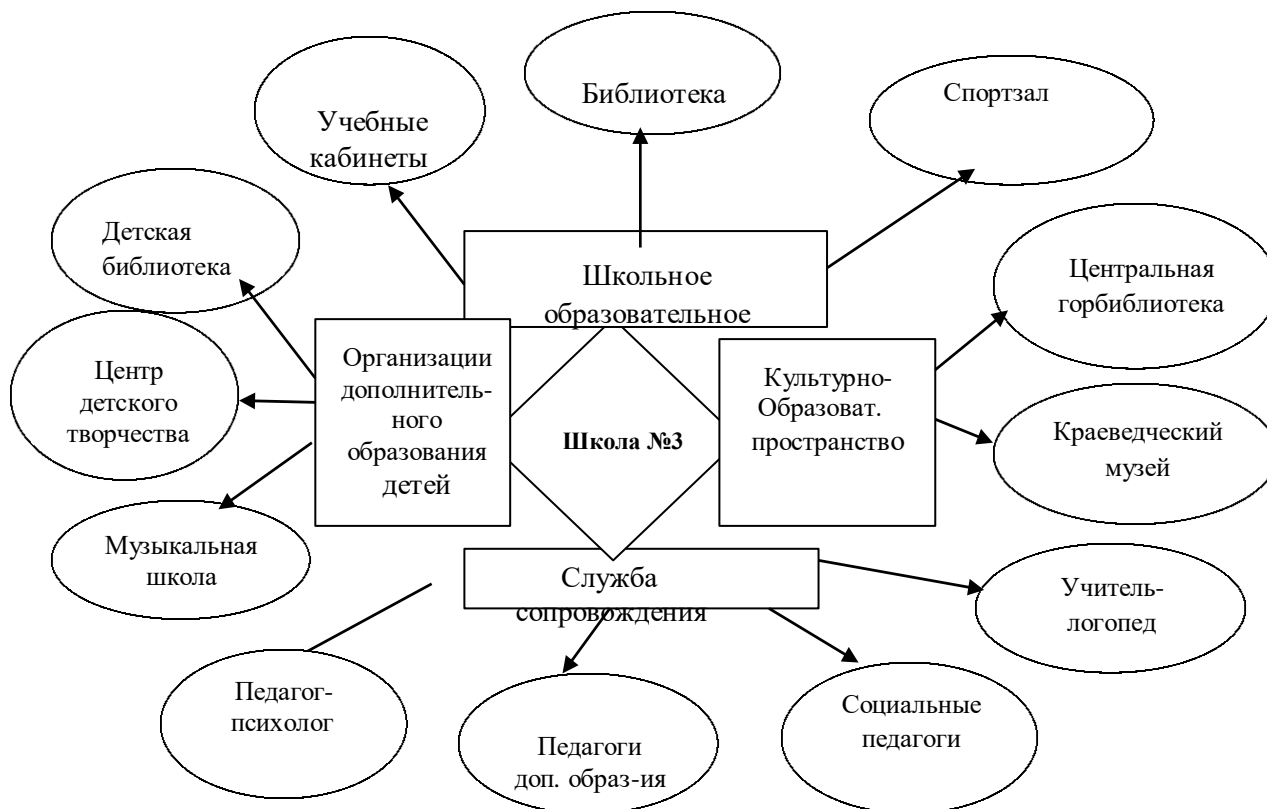 Библиотека
Спортзал
Учебные
кабинеты
Детская
библиотека
Школьное
образовательное
Центральная
горбиблиотека
Центр
детского
творчества
Организации
дополнитель-
ного
образования
детей
Школа №3
Культурно-
Образоват.
пространство
Краеведческий
музей
Музыкальная
школа
Служба
сопровождения
Учитель-
логопед
Педагог-
психолог
Педагоги
доп. образ-ия
Социальные
педагоги